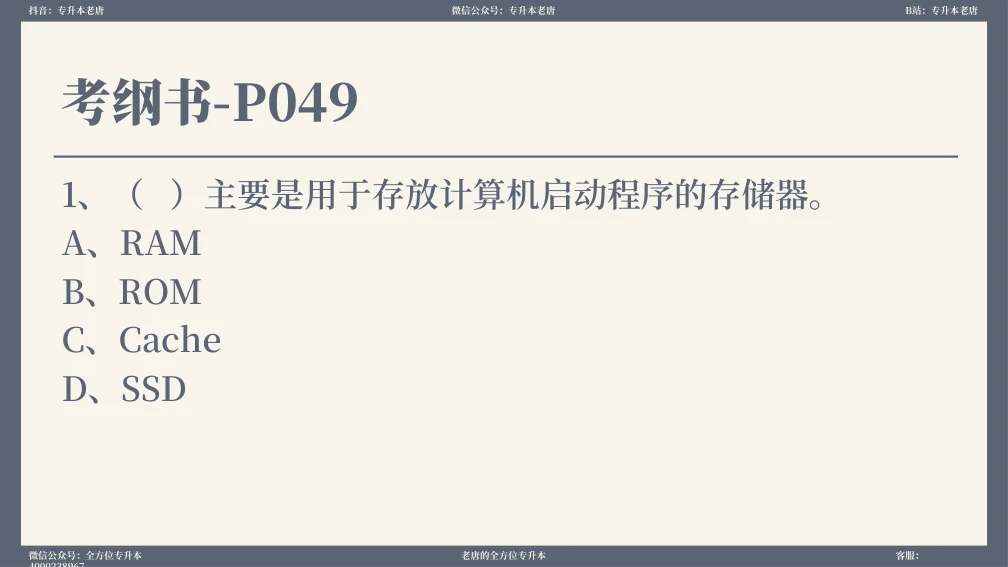 抖音：专升本老唐
微信公众号：专升本老唐
B站：专升本老唐
考纲书-P049
1、（ ）主要是用于存放计算机启动程序的存储器。
A、RAM
B、ROM
C、Cache
D、SSD
微信公众号：全方位专升本
老唐的全方位专升本
客服：
4000238967